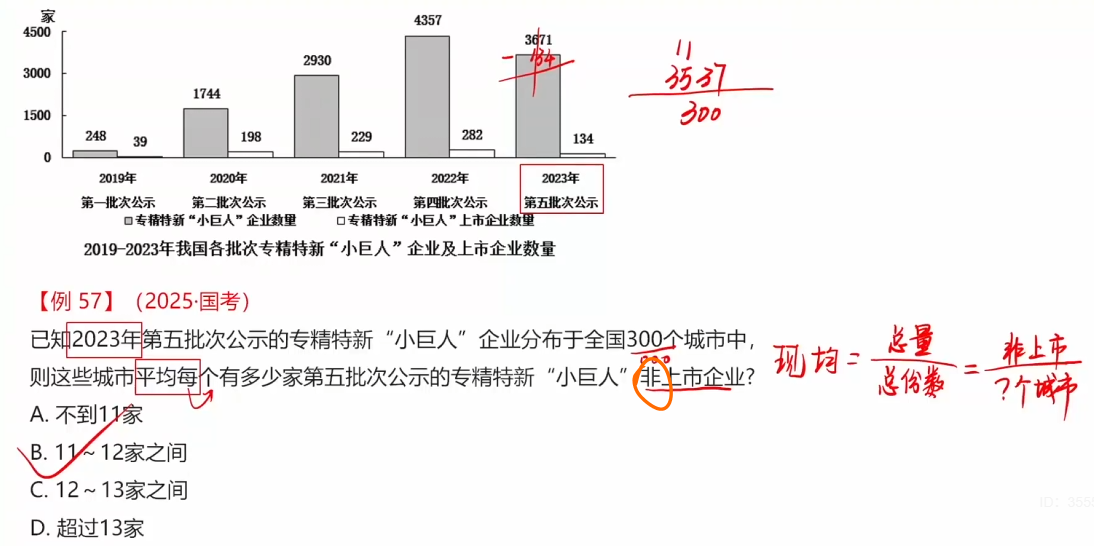 家
4500
3000
1500
0
248
39
1744
198
2930
229
4357
282
3671
134
- 134
11
3537
300
2019年
2020年
2021年
2022年
2023年
第一批次公示
第二批次公示
第三批次公示
第四批次公示
第五批次公示
专精特新“小巨人”企业数量
专精特新“小巨人”上市企业数量
2019-2023年我国各批次专精特新“小巨人”企业及上市企业数量
【例 57】（2025·国考）
已知2023年第五批次公示的专精特新“小巨人”企业分布于全国300个城市中，
则这些城市平均每个有多少家第五批次公示的专精特新“小巨人”非上市企业?
现均=总量/总份数=非上市/?个城市
A. 不到11家
B. 11～12家之间
C. 12～13家之间
D. 超过13家